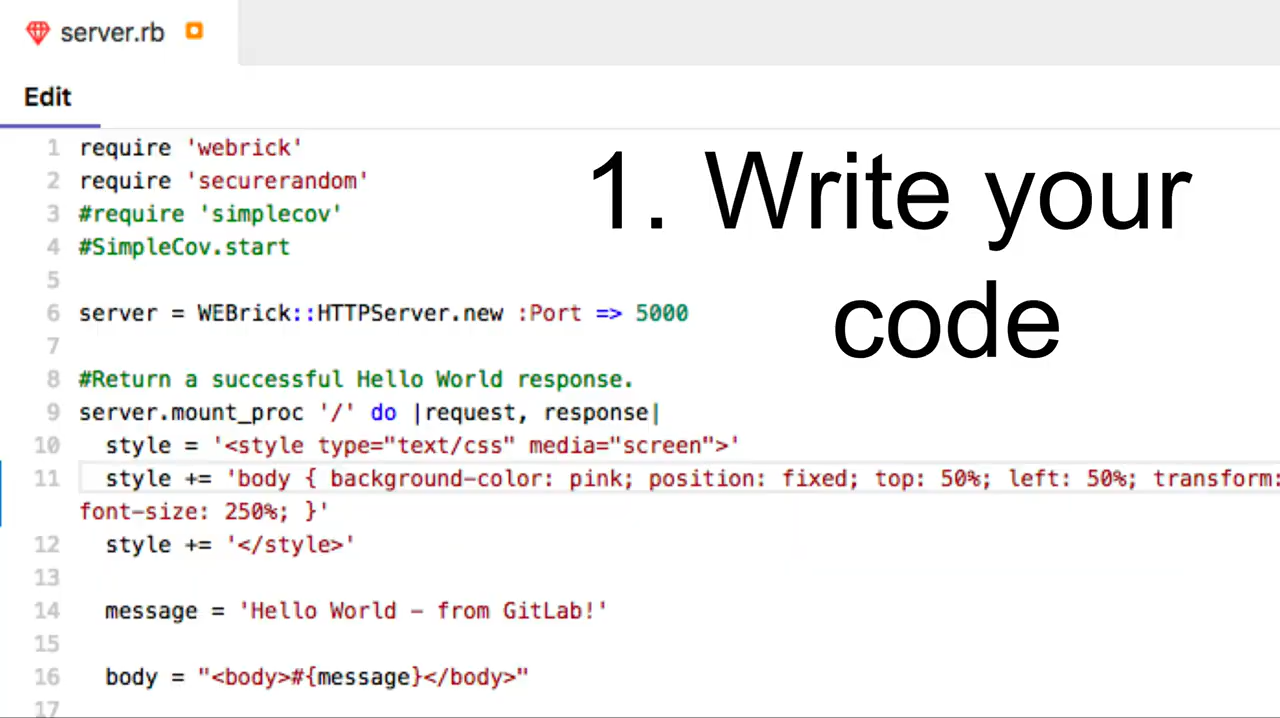 server.rb
Edit
1. Write your
code
1 require 'webrick'
2 require 'securerandom'
3 #require 'simplecov'
4 #SimpleCov.start
5
6 server = WEBrick::HTTPServer.new :Port => 5000
7
8 #Return a successful Hello World response.
9 server.mount_proc '/' do |request, response|
10   style = '<style type="text/css" media="screen">'
11   style += 'body { background-color: pink; position: fixed; top: 50%; left: 50%; transform:
font-size: 250%; }'
12   style += '</style>'
13
14   message = 'Hello World - from GitLab!'
15
16   body = "<body>#{message}</body>"
17